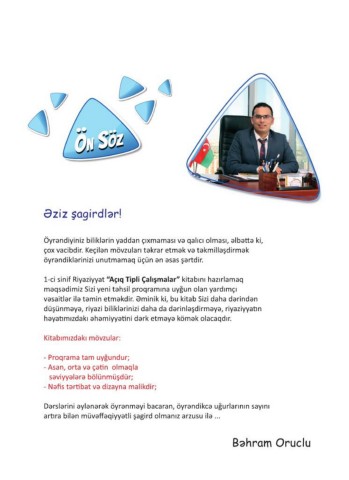 ÖN SÖZ
Əziz şagirdlər!
Öyrəndiyiniz biliklərin yaddan çıxmaması və qalıcı olması, əlbəttə ki,
çox vacibdir. Keçilən mövzuları təkrar etmək və təkmilləşdirmək
öyrəndiklərinizi unutmamaq üçün ən əsas şərtdir.
1-ci sinif Riyaziyyat "Açıq Tipli Çalışmalar" kitabını hazırlamaq
məqsədimiz Sizi yeni təhsil proqramına uyğun olan yardımçı
vəsaitlər ilə təmin etməkdir. Əminik ki, bu kitab Sizi daha dərindən
düşünməyə, riyazi biliklərinizi daha da dərinləşdirməyə, riyaziyyatın
həyatımızdakı əhəmiyyətini dərk etməyə kömək olacaqdır.
Kitabımızdakı mövzular:
- Proqrama tam uyğundur;
- Asan, orta və çətin olmaqla
səviyyələrə bölünmüşdür;
- Nəfis tərtibat və dizayna malikdir;
Dərslərini əylənərək öyrənməyi bacaran, öyrəndikcə uğurlarının sayını
artıra bilən müvəffəqiyyətli şagird olmanız arzusu ilə ...
Bəhram Oruclu